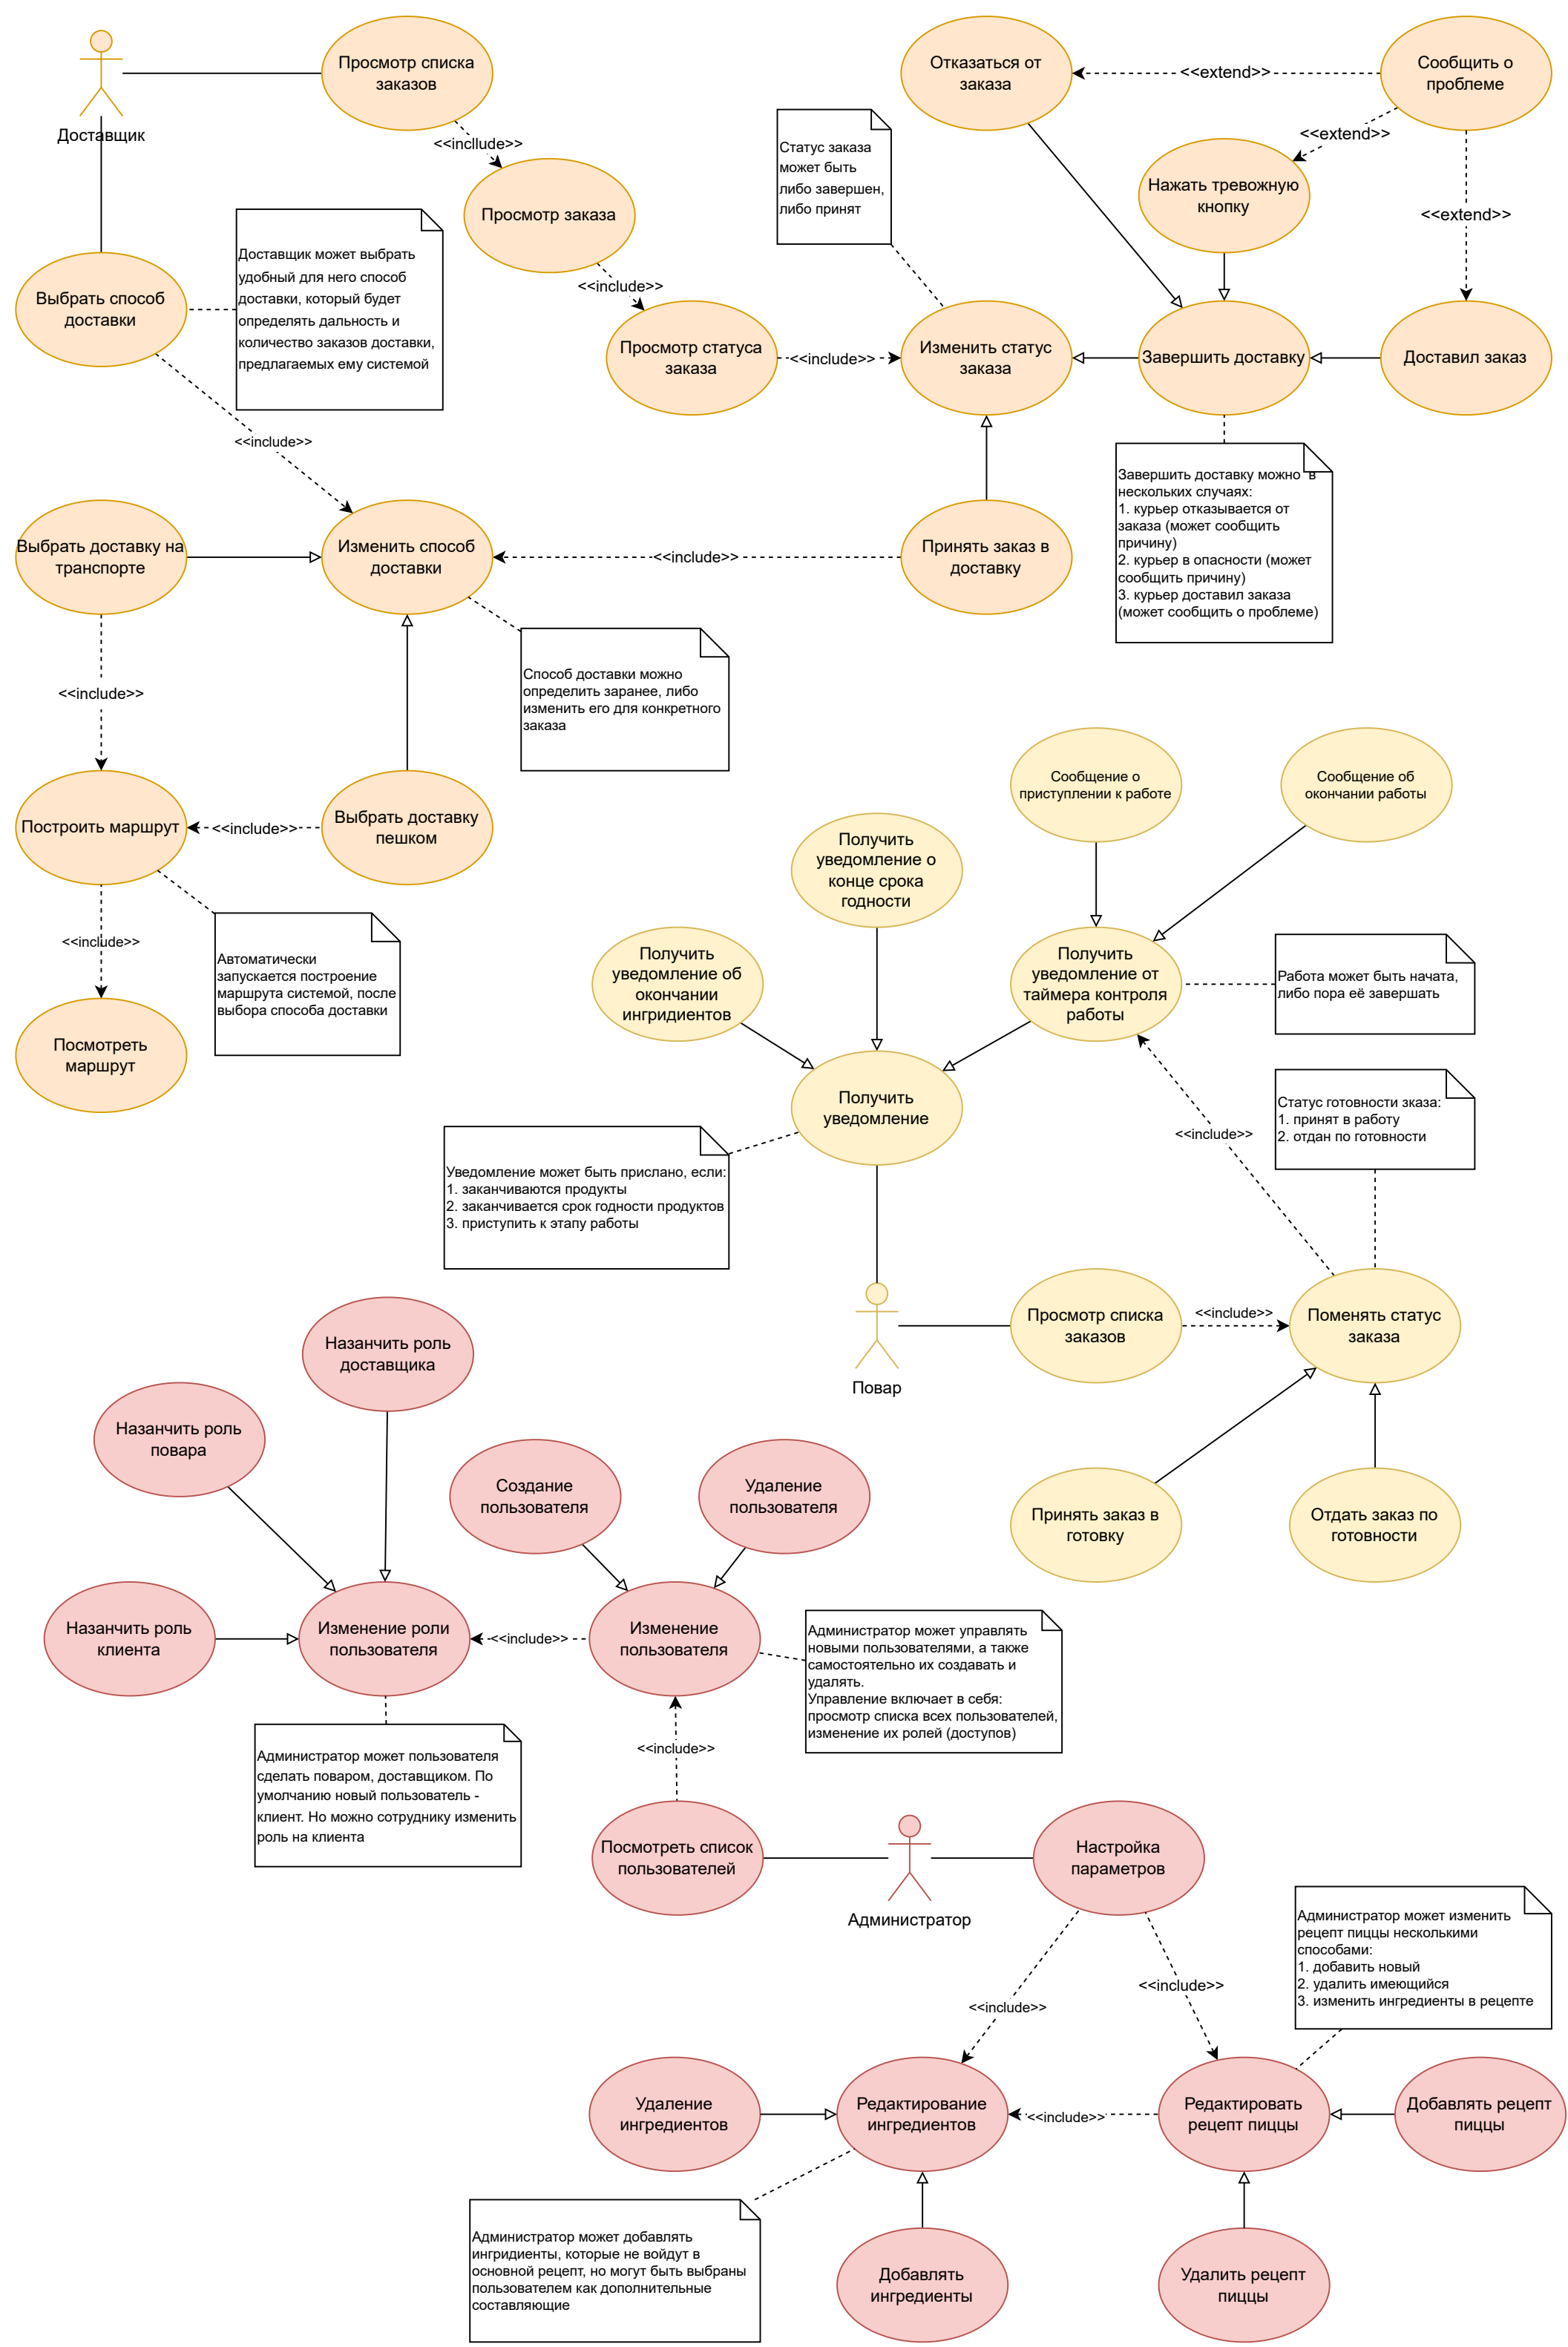 Доставщик
Просмотр списка
заказов
<<incllude>>
Просмотр заказа
<<include>>
Просмотр статуса
заказа
<<include>>
Статус заказа
может быть
либо завершен,
либо принят
Изменить статус
заказа
Отказаться от
заказа
<<extend>>
Сообщить о
проблеме
<<extend>>
Нажать тревожную
кнопку
<<extend>>
Завершить доставку
Доставил заказ
Выбрать способ
доставки
Доставщик может выбрать
удобный для него способ
доставки, который будет
определять дальность и
количество заказов доставки,
предлагаемых ему системой
<<include>>
Завершить доставку можно  в
нескольких случаях:
1. курьер отказывается от
заказа (может сообщить
причину)
2. курьер в опасности (может
сообщить причину)
3. курьер доставил заказа
(может сообщить о проблеме)
Выбрать доставку на
транспорте
Изменить способ
доставки
<<include>>
Принять заказ в
доставку
<<include>>
Способ доставки можно
определить заранее, либо
изменить его для конкретного
заказа
Построить маршрут
<<include>>
Выбрать доставку
пешком
<<include>>
Автоматически
запускается построение
маршрута системой, после
выбора способа доставки
Посмотреть
маршрут
Сообщение о
приступлении к работе
Сообщение об
окончании работы
Получить
уведомление о
конце срока
годности
Получить
уведомление об
окончании
ингридиентов
Получить
уведомление от
таймера контроля
работы
Работа может быть начата,
либо пора её завершать
Получить
уведомление
Статус готовности зказа:
1. принят в работу
2. отдан по готовности
<<include>>
Уведомление может быть прислано, если:
1. заканчиваются продукты
2. заканчивается срок годности продуктов
3. приступить к этапу работы
Повар
Просмотр списка
заказов
<<include>>
Поменять статус
заказа
Принять заказ в
готовку
Отдать заказ по
готовности
Назанчить роль
доставщика
Назанчить роль
повара
Создание
пользователя
Удаление
пользователя
Назанчить роль
клиента
Изменение роли
пользователя
<<include>>
Изменение
пользователя
Администратор может управлять
новыми пользователями, а также
самостоятельно их создавать и
удалять.
Управление включает в себя:
просмотр списка всех пользователей,
изменение их ролей (доступов)
Администратор может пользователя
сделать поваром, доставщиком. По
умолчанию новый пользователь -
клиент. Но можно сотруднику изменить
роль на клиента
<<include>>
Посмотреть список
пользователей
Администратор
Настройка
параметров
<<include>>
<<include>>
Администратор может изменить
рецепт пиццы несколькими
способами:
1. добавить новый
2. удалить имеющийся
3. изменить ингредиенты в рецепте
Удаление
ингредиентов
Редактирование
ингредиентов
<<include>>
Редактировать
рецепт пиццы
Добавлять рецепт
пиццы
Администратор может добавлять
ингридиенты, которые не войдут в
основной рецепт, но могут быть выбраны
пользователем как дополнительные
составляющие
Добавлять
ингредиенты
Удалить рецепт
пиццы